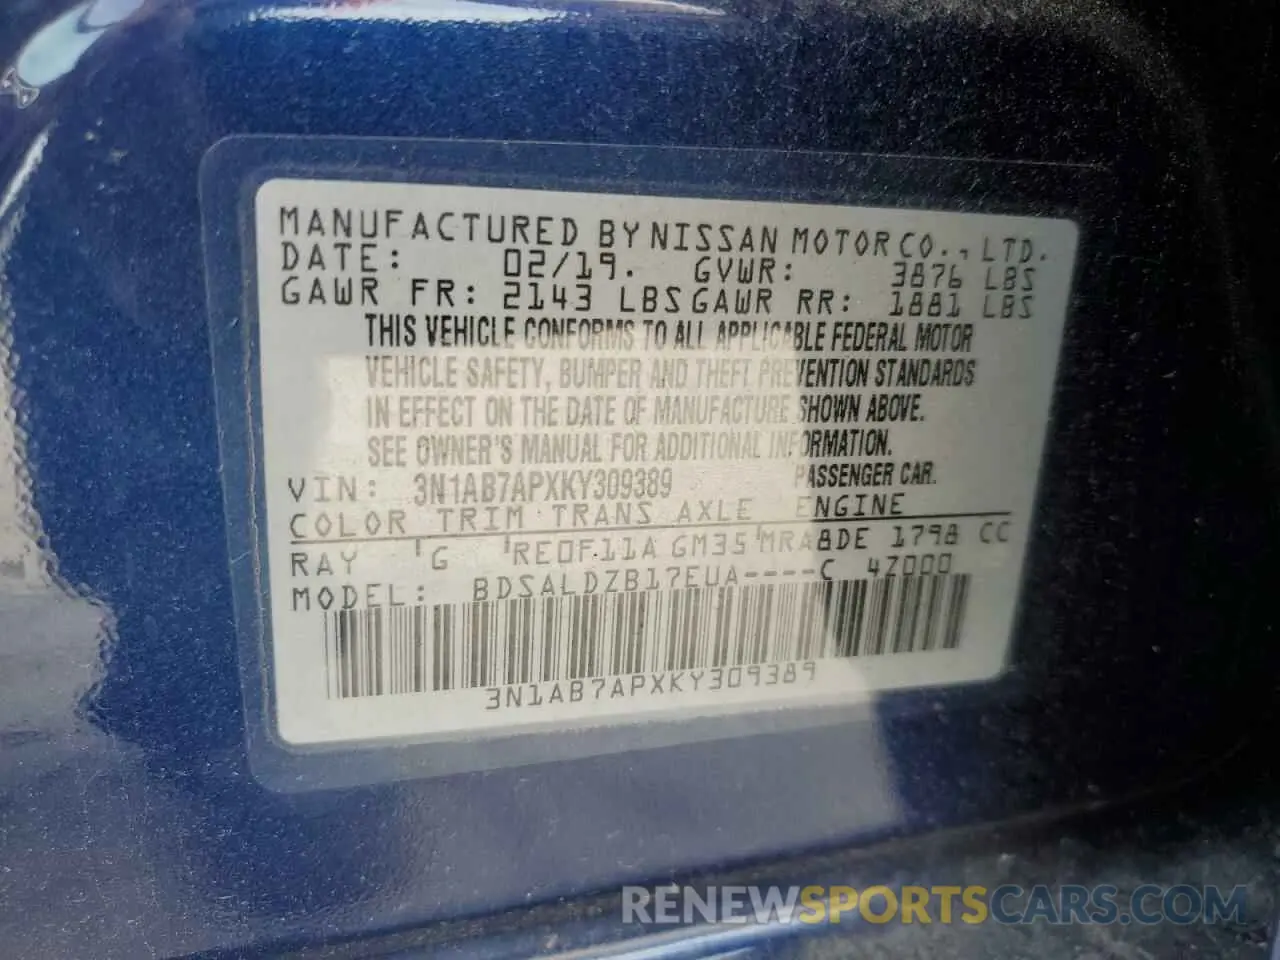 MANUFACTURED BY NISSAN MOTOR CO., LTD.
DATE: 02/19. GVWR: 3876 LBS
GAWR FR: 2143 LBS GAWR RR: 1881 LBS
THIS VEHICLE CONFORMS TO ALL APPLICABLE FEDERAL MOTOR
VEHICLE SAFETY, BUMPER AND THEFT PREVENTION STANDARDS
IN EFFECT ON THE DATE OF MANUFACTURE SHOWN ABOVE.
SEE OWNER'S MANUAL FOR ADDITIONAL INFORMATION.
VIN: 3N1AB7APXKY309389 PASSENGER CAR.
COLOR TRIM TRANS AXLE ENGINE
RAY G RE0F11A GM35 MRA8DE 1798 CC
MODEL: BDSALDZB17EUA----C 4Z000
3N1AB7APXKY309389
RENEWSPORTSCARS.COM